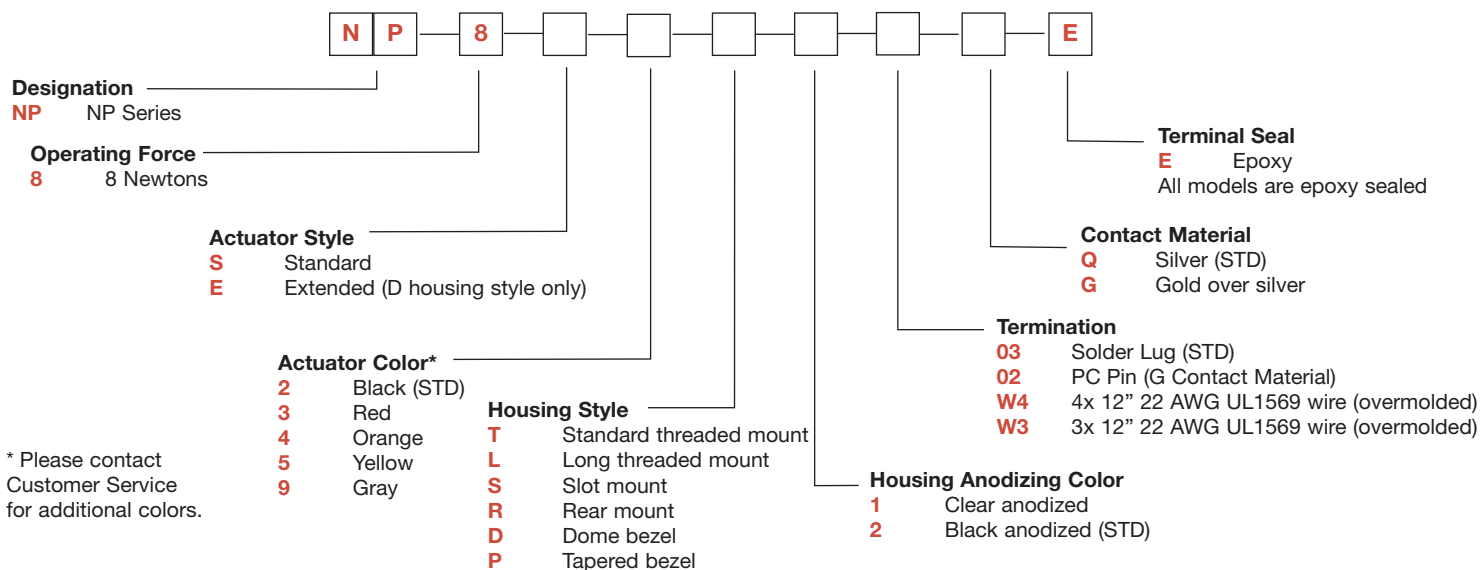 N P 8 E
Designation
NP NP Series
Operating Force
8 8 Newtons
Actuator Style
S Standard
E Extended (D housing style only)
Actuator Color*
2 Black (STD)
3 Red
4 Orange
5 Yellow
9 Gray
* Please contact
Customer Service
for additional colors.
Housing Style
T Standard threaded mount
L Long threaded mount
S Slot mount
R Rear mount
D Dome bezel
P Tapered bezel
Housing Anodizing Color
1 Clear anodized
2 Black anodized (STD)
Termination
03 Solder Lug (STD)
02 PC Pin (G Contact Material)
W4 4x 12” 22 AWG UL1569 wire (overmolded)
W3 3x 12” 22 AWG UL1569 wire (overmolded)
Contact Material
Q Silver (STD)
G Gold over silver
Terminal Seal
E Epoxy
All models are epoxy sealed